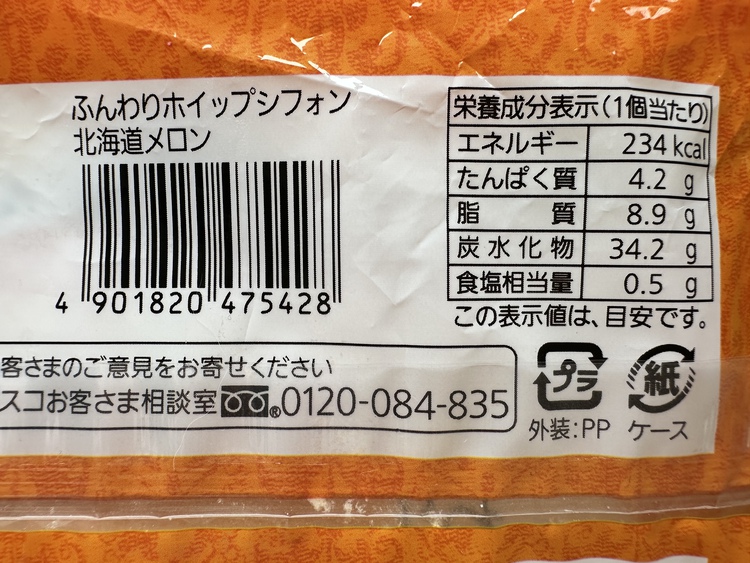 ふんわりホイップシフォン
北海道メロン
4 901820 475428
栄養成分表示(1個当たり)
エネルギー 234 kcal
たんぱく質 4.2 g
脂質 8.9 g
炭水化物 34.2 g
食塩相当量 0.5 g
この表示値は、目安です。
客さまのご意見をお寄せください
スコお客さま相談室 ®0120-084-835
プラ
外装:PP
紙
ケース